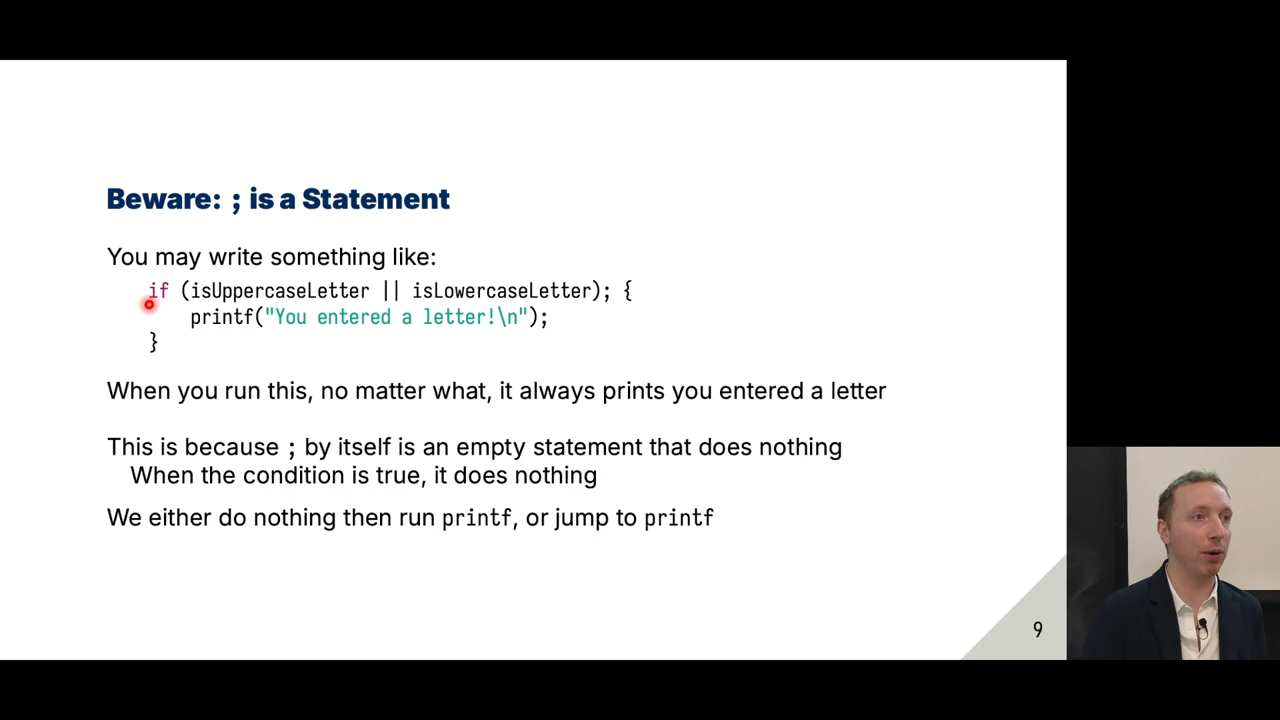 Beware: ; is a Statement
You may write something like:
if (isUppercaseLetter || isLowercaseLetter); {
printf("You entered a letter!\n");
}
When you run this, no matter what, it always prints you entered a letter
This is because ; by itself is an empty statement that does nothing
When the condition is true, it does nothing
We either do nothing then run printf, or jump to printf
9